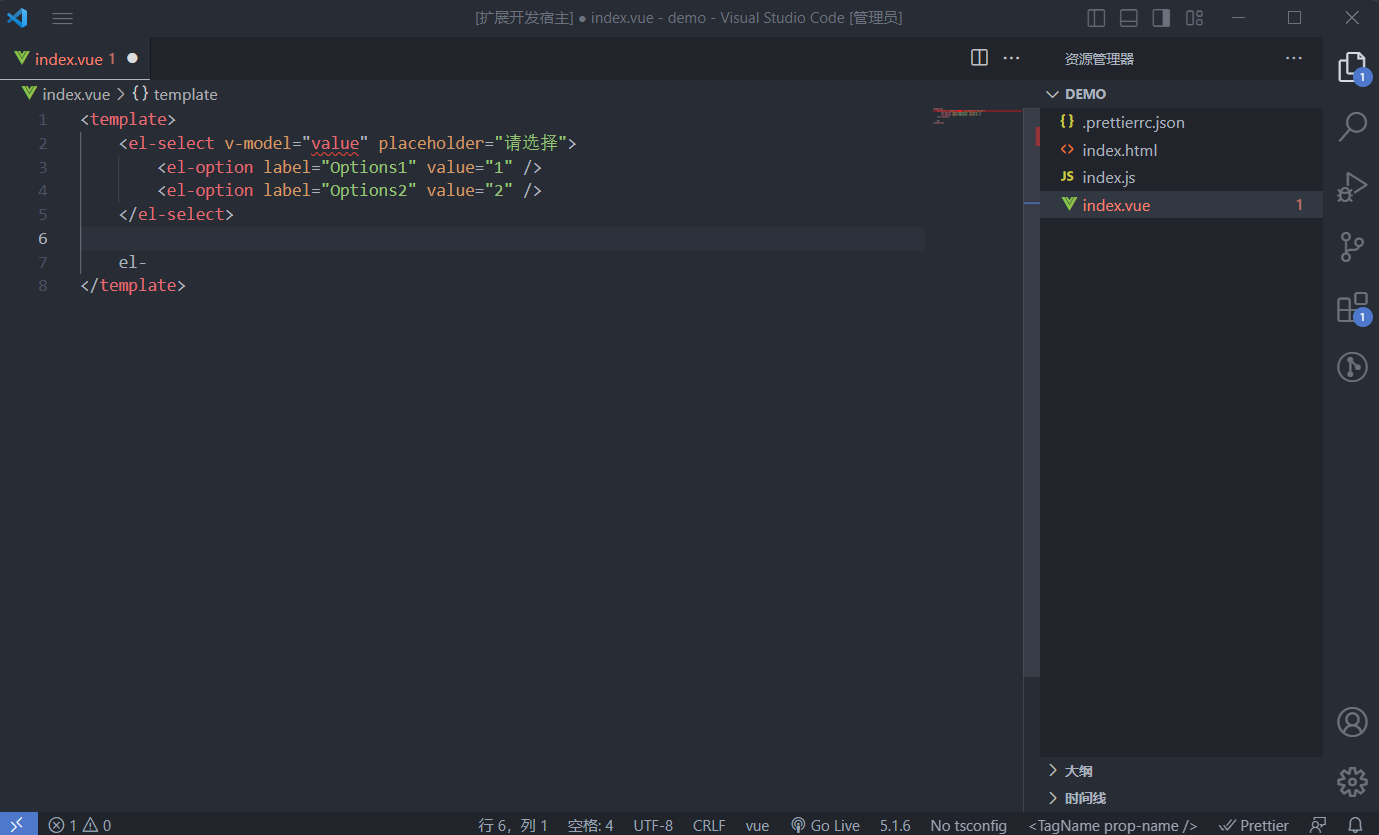 [扩展开发宿主] ● index.vue - demo - Visual Studio Code [管理员]
index.vue 1
资源管理器
index.vue > {} template
DEMO
1 <template>
2 <el-select v-model="value" placeholder="请选择">
3 <el-option label="Options1" value="1" />
4 <el-option label="Options2" value="2" />
5 </el-select>
6
7 el-
8 </template>
{} .prettierrc.json
<> index.html
JS index.js
index.vue 1
1
1
大纲
时间线
1 0
行 6，列 1
空格: 4
UTF-8
CRLF
vue
Go Live
5.1.6
No tsconfig
<TagName prop-name />
Prettier